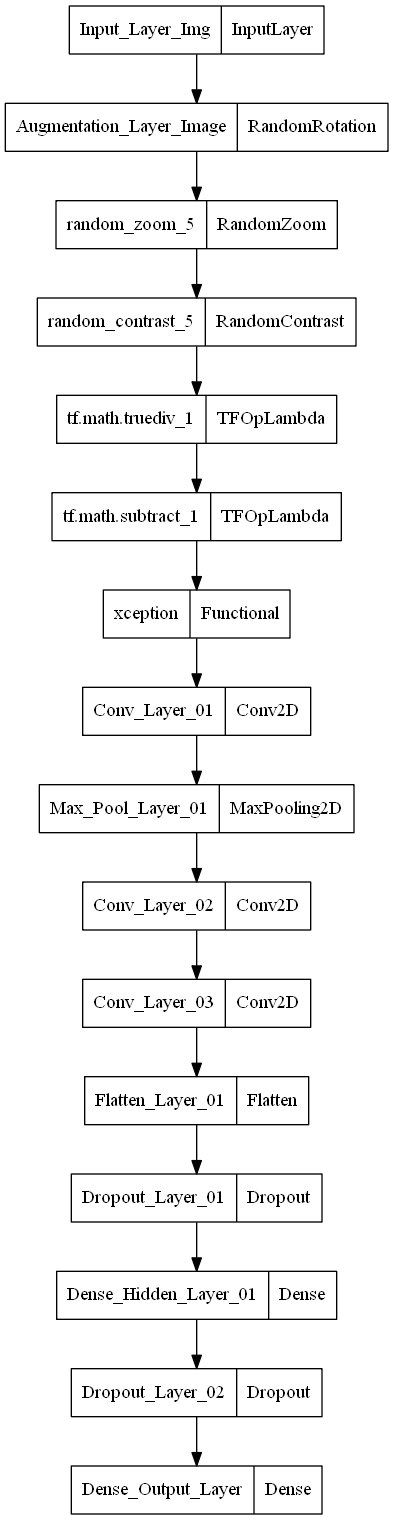 Input_Layer_Img InputLayer
Augmentation_Layer_Image RandomRotation
random_zoom_5 RandomZoom
random_contrast_5 RandomContrast
tf.math.truediv_1 TFOpLambda
tf.math.subtract_1 TFOpLambda
xception Functional
Conv_Layer_01 Conv2D
Max_Pool_Layer_01 MaxPooling2D
Conv_Layer_02 Conv2D
Conv_Layer_03 Conv2D
Flatten_Layer_01 Flatten
Dropout_Layer_01 Dropout
Dense_Hidden_Layer_01 Dense
Dropout_Layer_02 Dropout
Dense_Output_Layer Dense